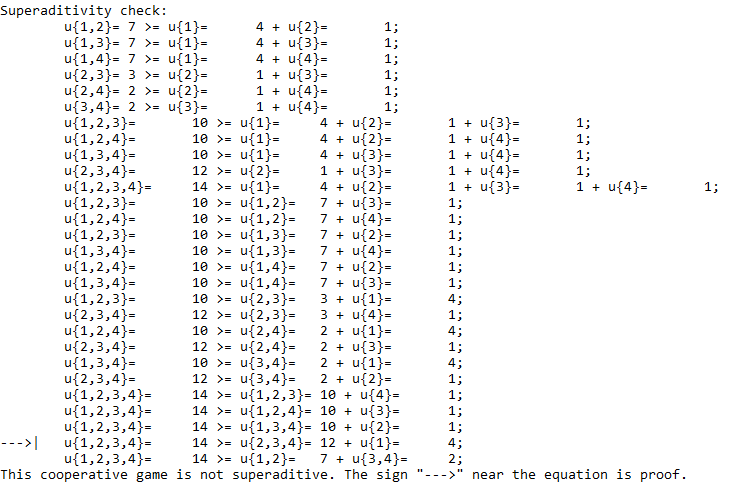 Superaditivity check:
u{1,2}= 7 >= u{1}= 4 + u{2}= 1;
u{1,3}= 7 >= u{1}= 4 + u{3}= 1;
u{1,4}= 7 >= u{1}= 4 + u{4}= 1;
u{2,3}= 3 >= u{2}= 1 + u{3}= 1;
u{2,4}= 2 >= u{2}= 1 + u{4}= 1;
u{3,4}= 2 >= u{3}= 1 + u{4}= 1;
u{1,2,3}= 10 >= u{1}= 4 + u{2}= 1 + u{3}= 1;
u{1,2,4}= 10 >= u{1}= 4 + u{2}= 1 + u{4}= 1;
u{1,3,4}= 10 >= u{1}= 4 + u{3}= 1 + u{4}= 1;
u{2,3,4}= 12 >= u{2}= 1 + u{3}= 1 + u{4}= 1;
u{1,2,3,4}= 14 >= u{1}= 4 + u{2}= 1 + u{3}= 1 + u{4}= 1;
u{1,2,3}= 10 >= u{1,2}= 7 + u{3}= 1;
u{1,2,4}= 10 >= u{1,2}= 7 + u{4}= 1;
u{1,2,3}= 10 >= u{1,3}= 7 + u{2}= 1;
u{1,3,4}= 10 >= u{1,3}= 7 + u{4}= 1;
u{1,2,4}= 10 >= u{1,4}= 7 + u{2}= 1;
u{1,3,4}= 10 >= u{1,4}= 7 + u{3}= 1;
u{1,2,3}= 10 >= u{2,3}= 3 + u{1}= 4;
u{2,3,4}= 12 >= u{2,3}= 3 + u{4}= 1;
u{1,2,4}= 10 >= u{2,4}= 2 + u{1}= 4;
u{2,3,4}= 12 >= u{2,4}= 2 + u{3}= 1;
u{1,3,4}= 10 >= u{3,4}= 2 + u{1}= 4;
u{2,3,4}= 12 >= u{3,4}= 2 + u{2}= 1;
u{1,2,3,4}= 14 >= u{1,2,3}= 10 + u{4}= 1;
u{1,2,3,4}= 14 >= u{1,2,4}= 10 + u{3}= 1;
u{1,2,3,4}= 14 >= u{1,3,4}= 10 + u{2}= 1;
--->| u{1,2,3,4}= 14 >= u{2,3,4}= 12 + u{1}= 4;
u{1,2,3,4}= 14 >= u{1,2}= 7 + u{3,4}= 2;
This cooperative game is not superaditive. The sign "--->" near the equation is proof.